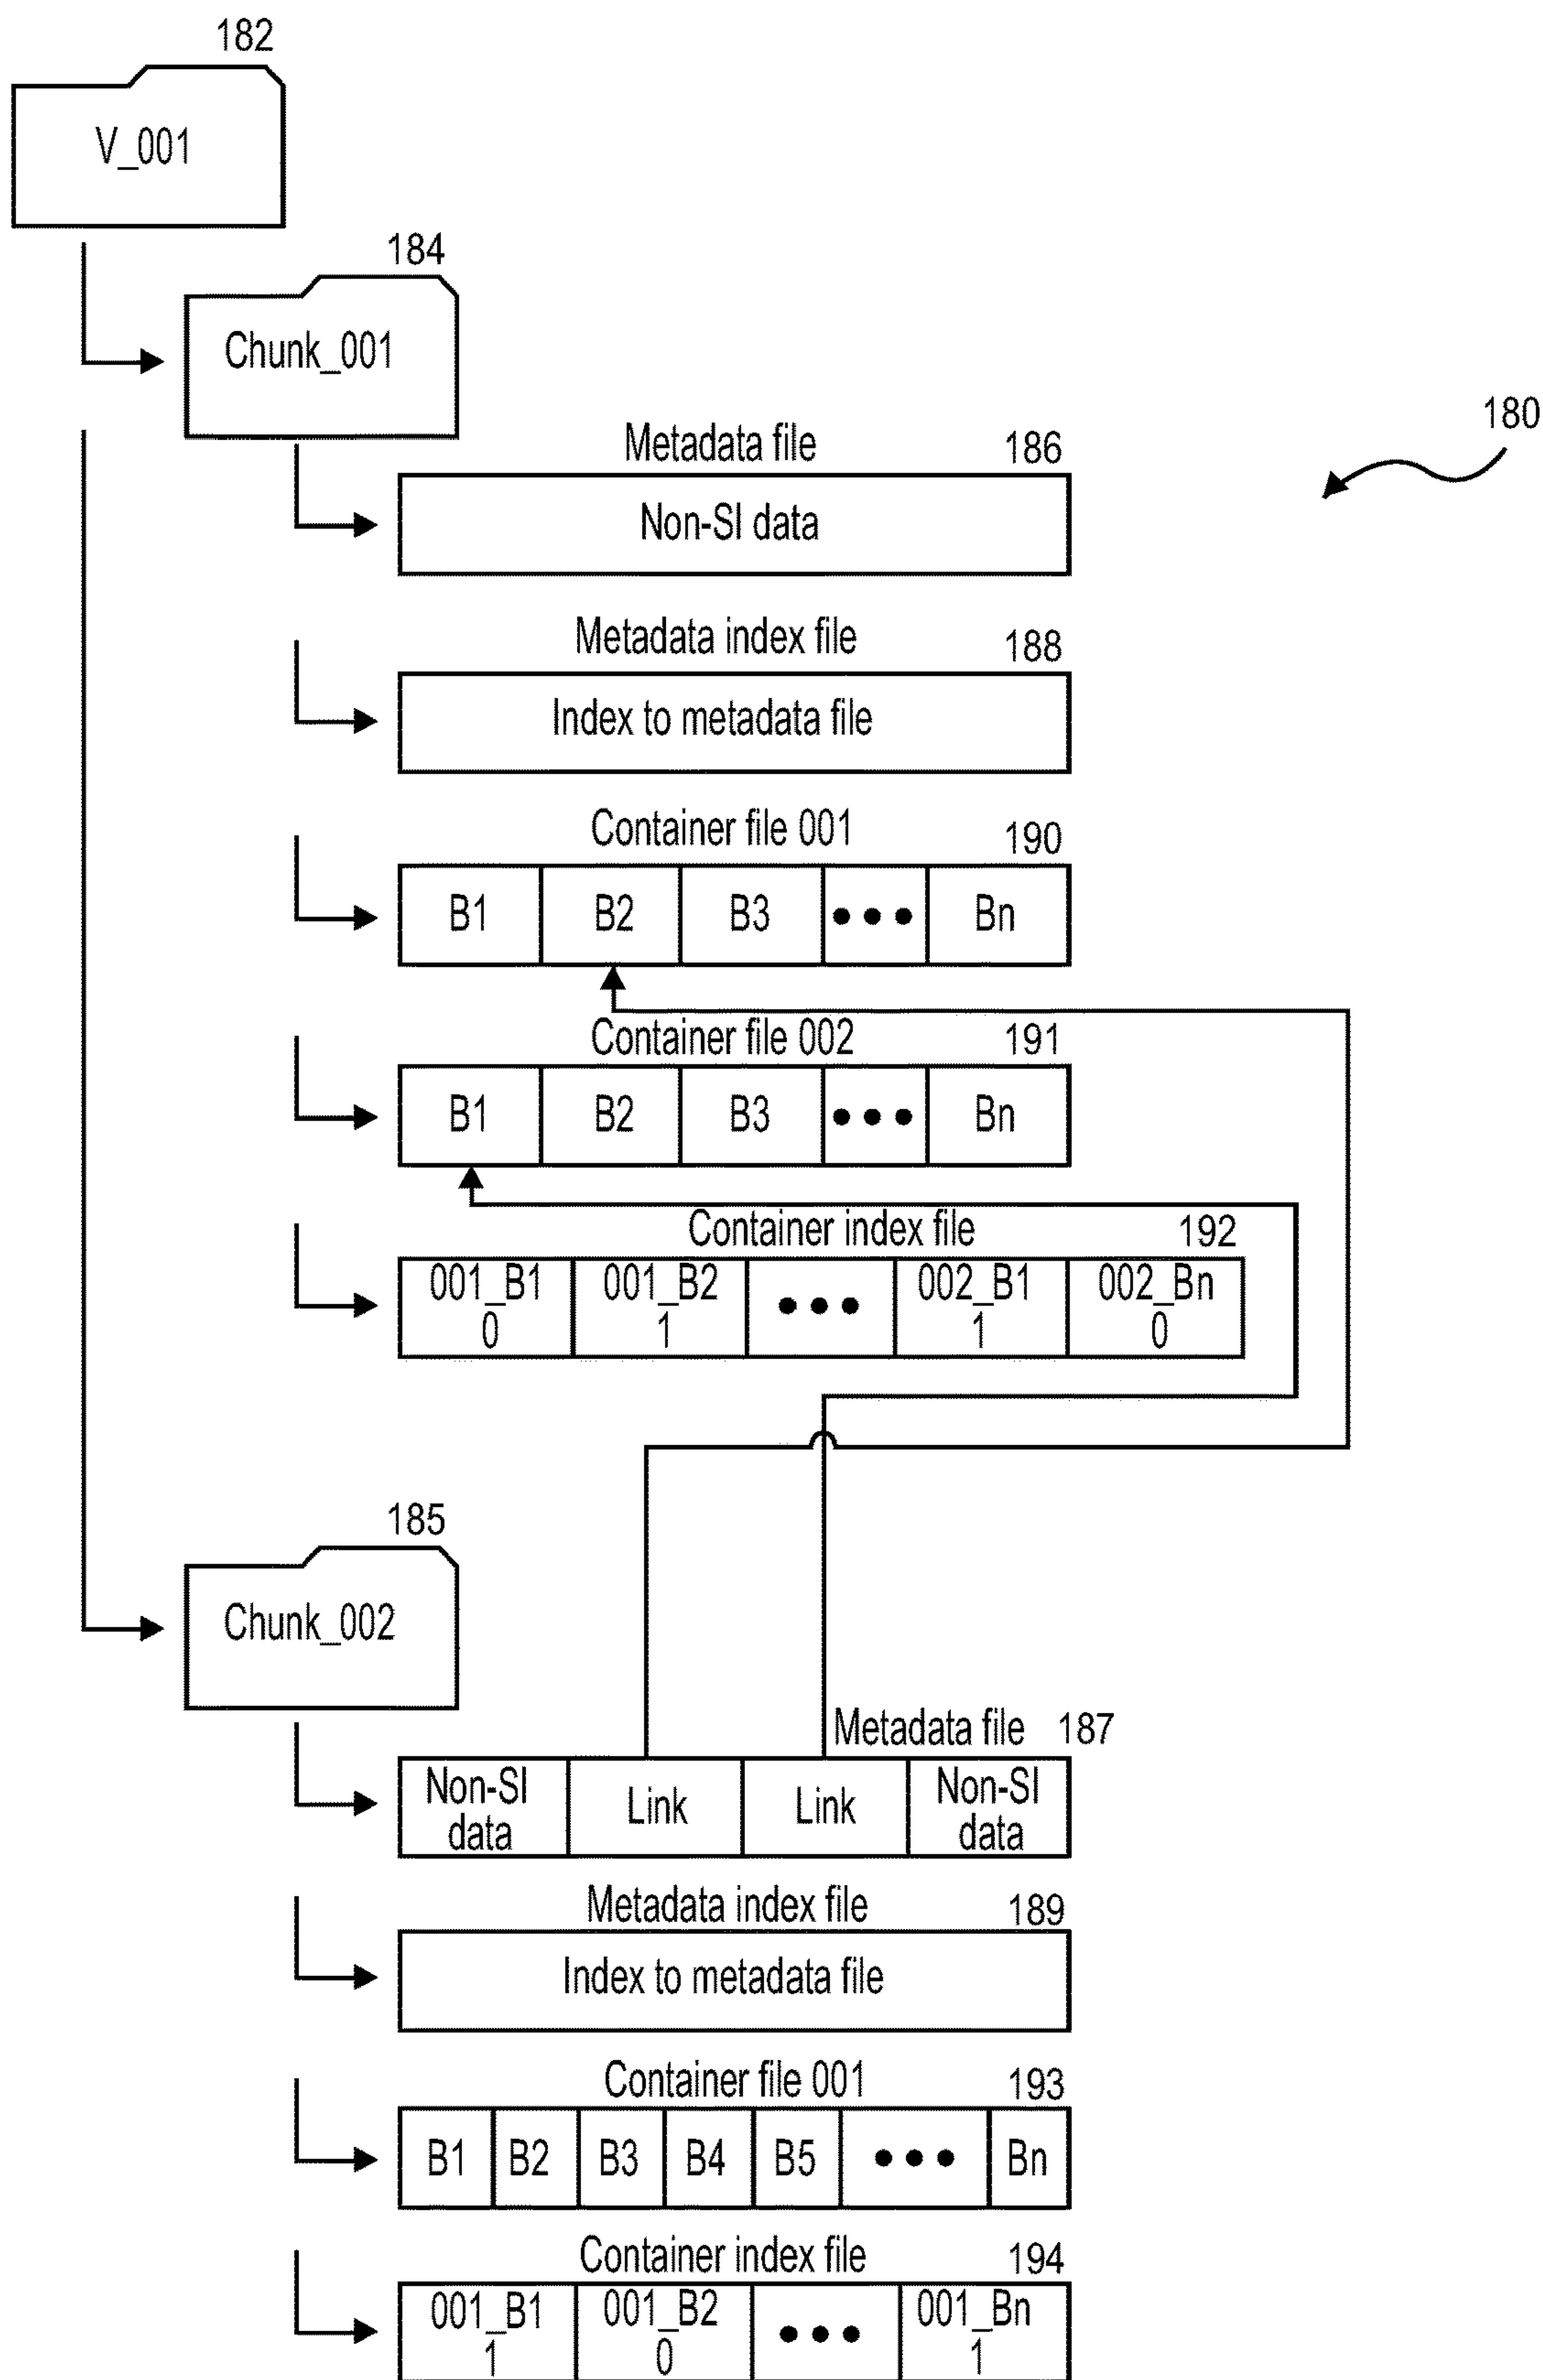 182
V_001
184
Chunk_001
180
Metadata file 186
Non-SI data
Metadata index file 188
Index to metadata file
Container file 001 190
B1 B2 B3 ••• Bn
Container file 002 191
B1 B2 B3 ••• Bn
Container index file 192
001_B1 001_B2 ••• 002_B1 002_Bn
0 1 1 0
185
Chunk_002
Metadata file 187
Non-SI data Link Link Non-SI data
Metadata index file 189
Index to metadata file
Container file 001 193
B1 B2 B3 B4 B5 ••• Bn
Container index file 194
001_B1 001_B2 ••• 001_Bn
1 0 1